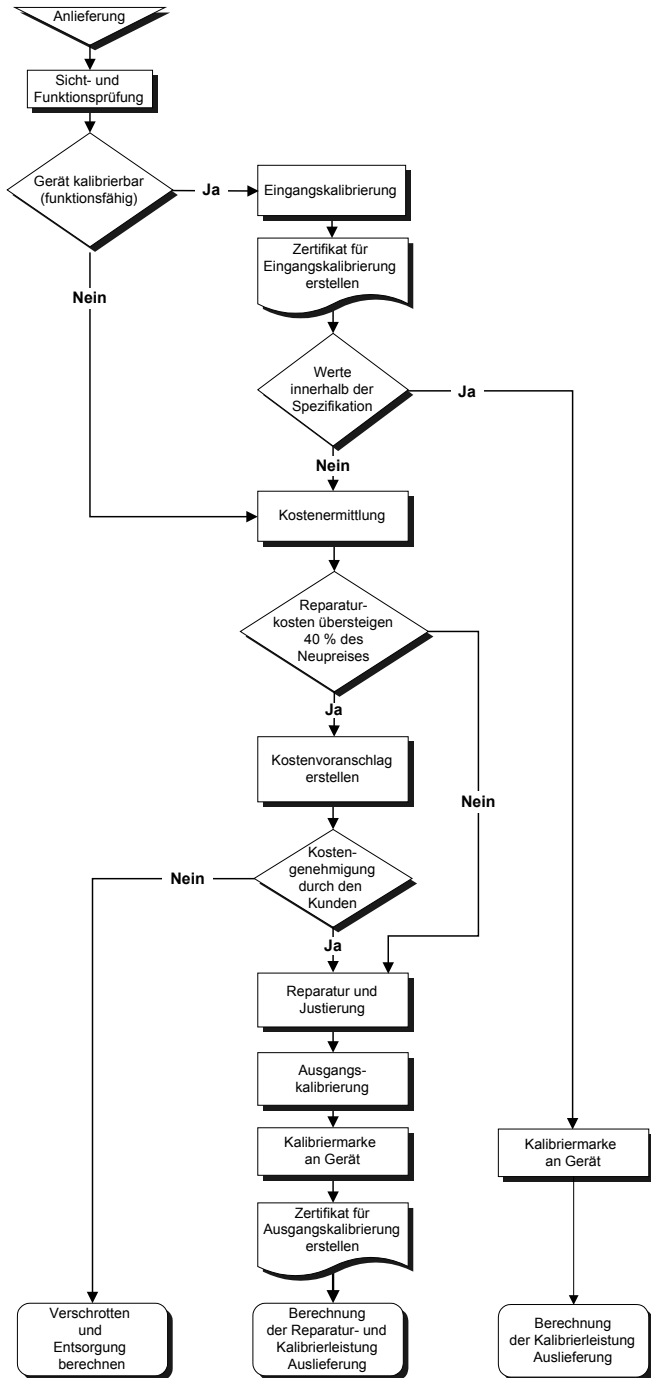 Anlieferung
Sicht- und
Funktionsprüfung
Gerät kalibrierbar
(funktionsfähig)
Ja
Eingangskalibrierung
Zertifikat für
Eingangskalibrierung
erstellen
Nein
Werte
innerhalb der
Spezifikation
Ja
Nein
Kostenermittlung
Reparatur-
kosten übersteigen
40 % des
Neupreises
Ja
Kostenvoranschlag
erstellen
Nein
Kosten-
genehmigung
durch den
Kunden
Nein
Ja
Reparatur und
Justierung
Ausgangs-
kalibrierung
Kalibriermarke
an Gerät
Kalibriermarke
an Gerät
Zertifikat für
Ausgangskalibrierung
erstellen
Verschrotten
und
Entsorgung
berechnen
Berechnung
der Reparatur- und
Kalibrierleistung
Auslieferung
Berechnung
der Kalibrierleistung
Auslieferung